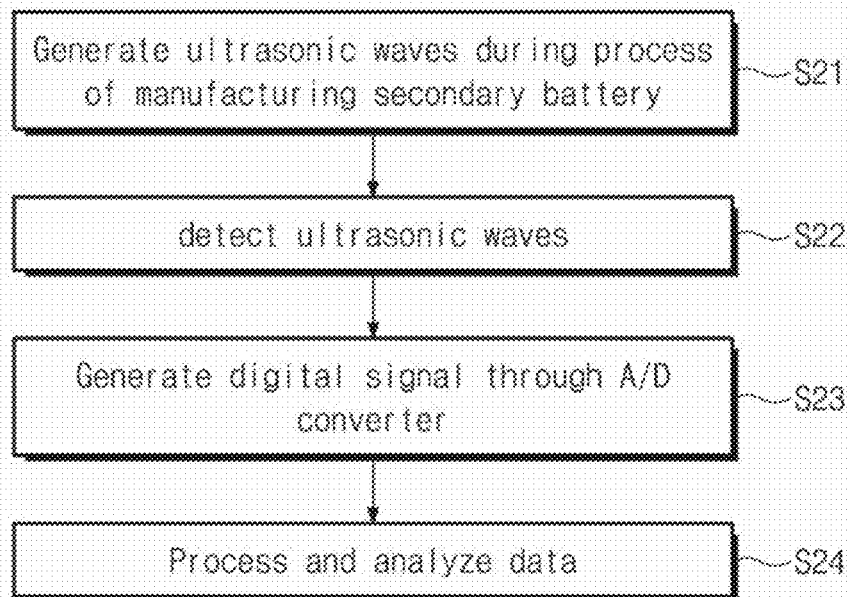 Generate ultrasonic waves during process
of manufacturing secondary battery
S21
detect ultrasonic waves
S22
Generate digital signal through A/D
converter
S23
Process and analyze data
S24